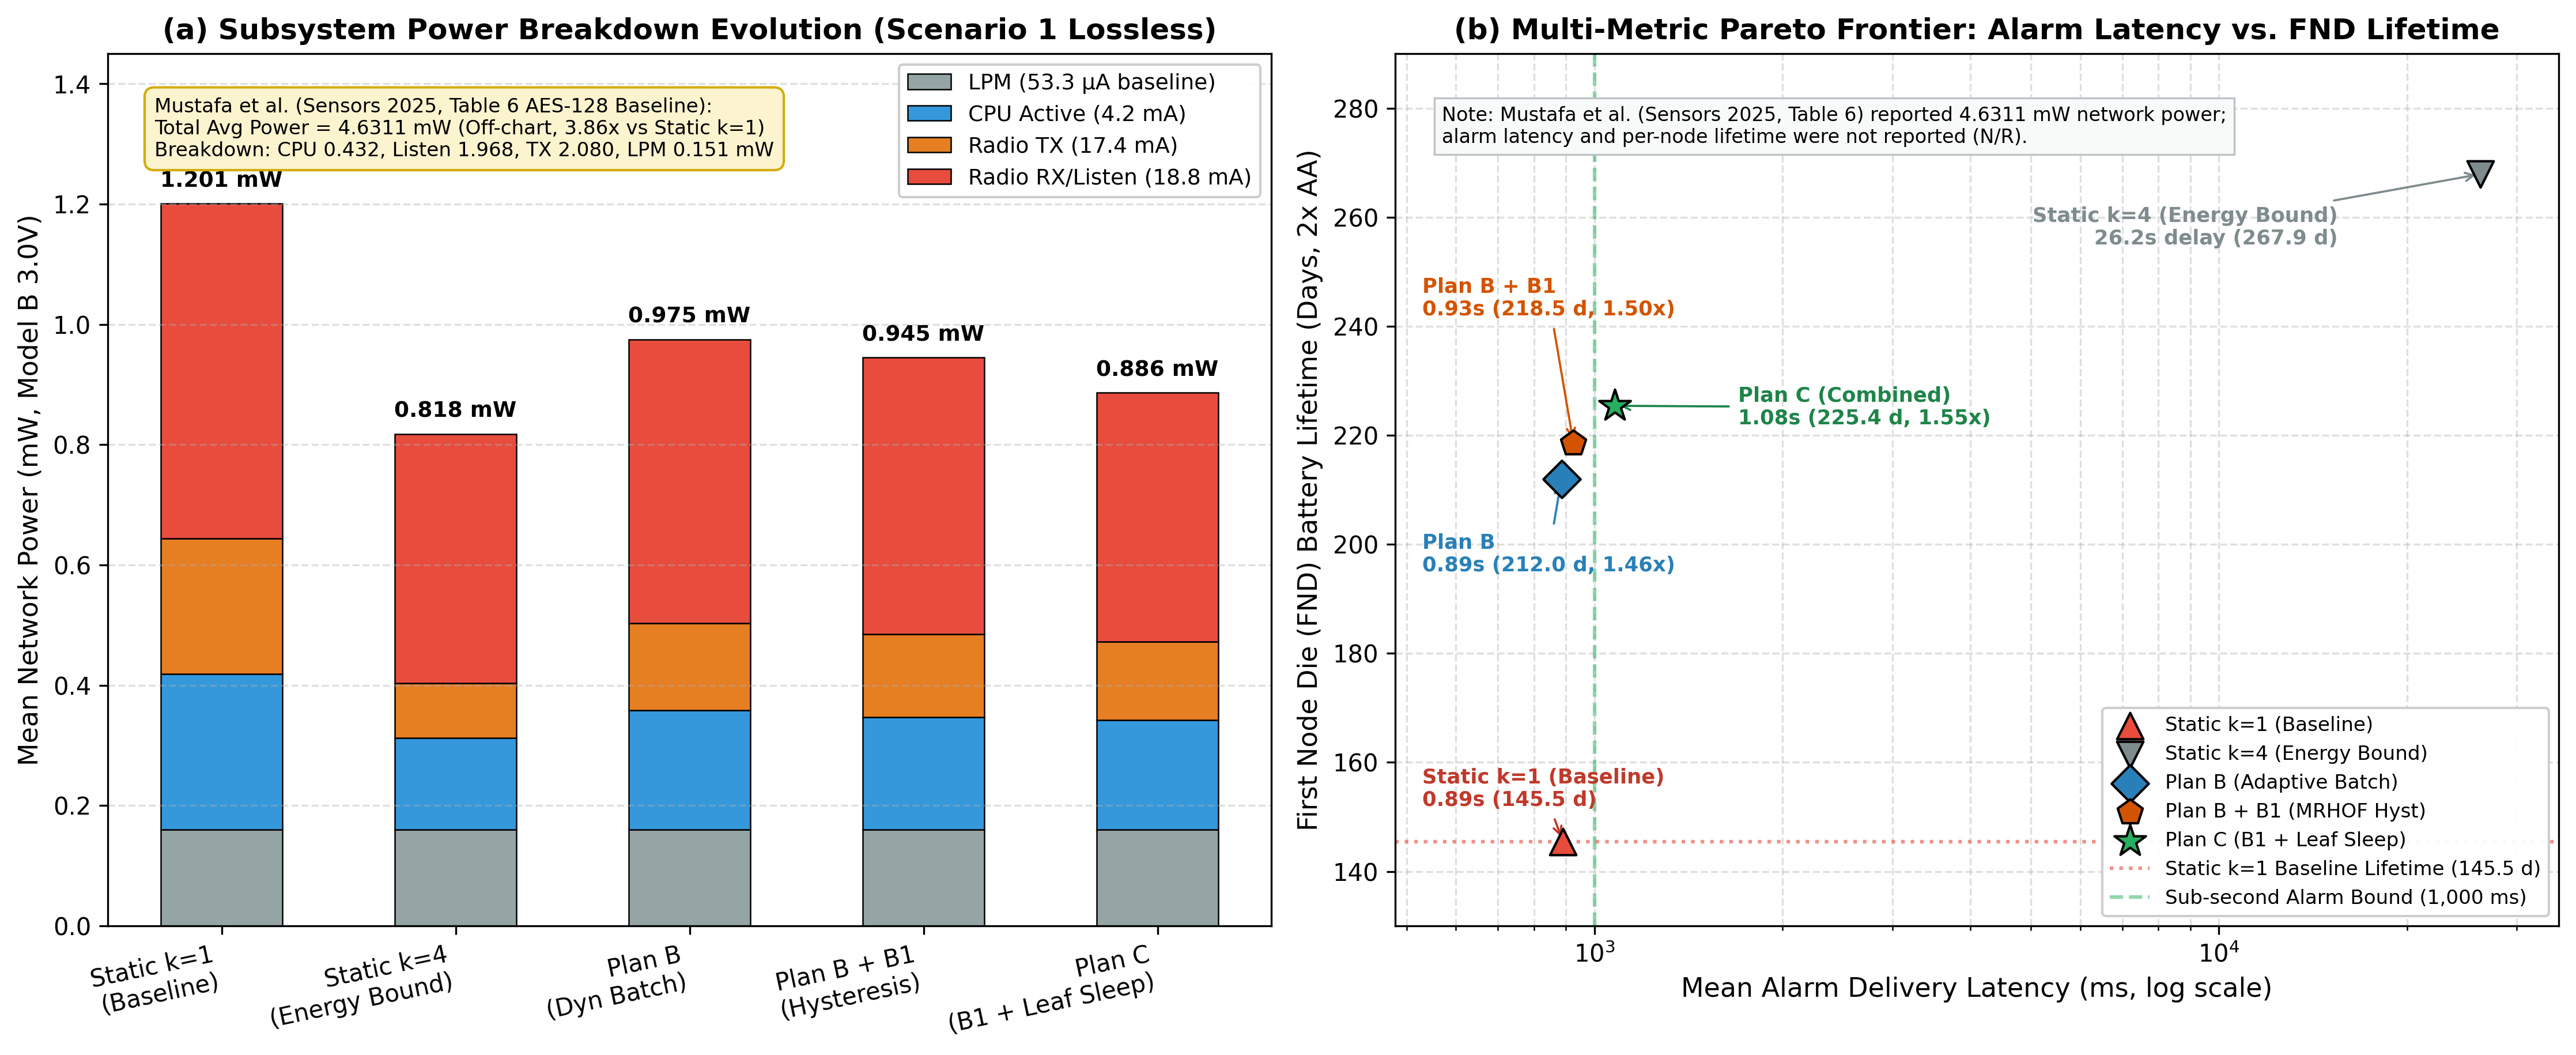 (a) Subsystem Power Breakdown Evolution (Scenario 1 Lossless)
Mean Network Power (mW, Model B 3.0V)
1.4
1.2
1.0
0.8
0.6
0.4
0.2
0.0
Mustafa et al. (Sensors 2025, Table 6 AES-128 Baseline):
Total Avg Power = 4.6311 mW (Off-chart, 3.86x vs Static k=1)
Breakdown: CPU 0.432, Listen 1.968, TX 2.080, LPM 0.151 mW
LPM (53.3 µA baseline)
CPU Active (4.2 mA)
Radio TX (17.4 mA)
Radio RX/Listen (18.8 mA)
1.201 mW
0.818 mW
0.975 mW
0.945 mW
0.886 mW
Static k=1
(Baseline)
Static k=4
(Energy Bound)
Plan B
(Dyn Batch)
Plan B + B1
(Hysteresis)
Plan C
(B1 + Leaf Sleep)
(b) Multi-Metric Pareto Frontier: Alarm Latency vs. FND Lifetime
First Node Die (FND) Battery Lifetime (Days, 2x AA)
280
260
240
220
200
180
160
140
Note: Mustafa et al. (Sensors 2025, Table 6) reported 4.6311 mW network power;
alarm latency and per-node lifetime were not reported (N/R).
Static k=4 (Energy Bound)
26.2s delay (267.9 d)
Plan B + B1
0.93s (218.5 d, 1.50x)
Plan C (Combined)
1.08s (225.4 d, 1.55x)
Plan B
0.89s (212.0 d, 1.46x)
Static k=1 (Baseline)
0.89s (145.5 d)
Static k=1 (Baseline)
Static k=4 (Energy Bound)
Plan B (Adaptive Batch)
Plan B + B1 (MRHOF Hyst)
Plan C (B1 + Leaf Sleep)
Static k=1 Baseline Lifetime (145.5 d)
Sub-second Alarm Bound (1,000 ms)
10³
10⁴
Mean Alarm Delivery Latency (ms, log scale)